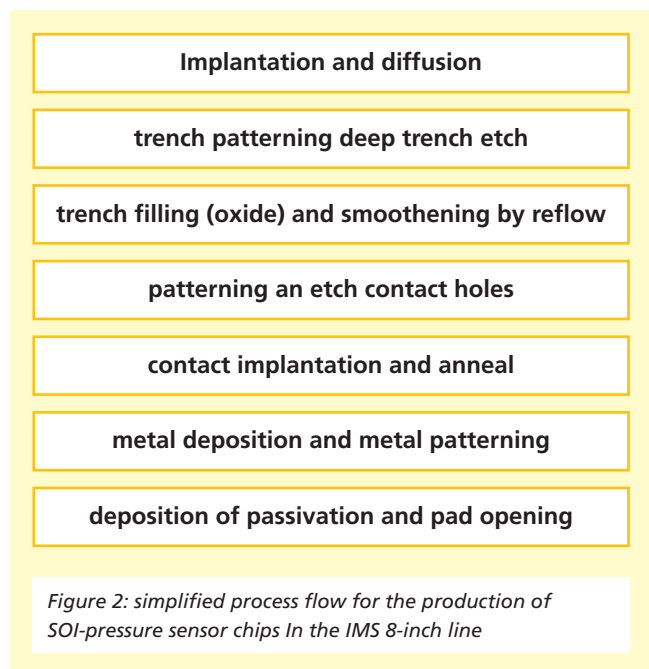 Implantation and diffusion
trench patterning deep trench etch
trench filling (oxide) and smoothening by reflow
patterning an etch contact holes
contact implantation and anneal
metal deposition and metal patterning
deposition of passivation and pad opening
Figure 2: simplified process flow for the production of
SOI-pressure sensor chips In the IMS 8-inch line